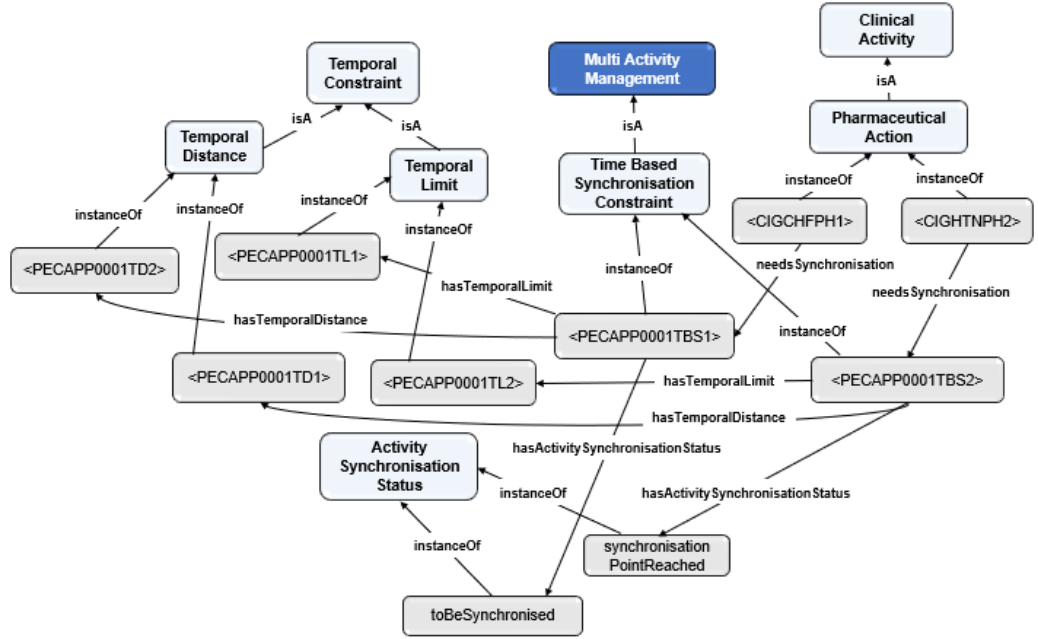 Clinical
Activity
Temporal
Constraint
Multi Activity
Management
isA
isA
isA
isA
Temporal
Distance
Temporal
Limit
Time Based
Synchronisation
Constraint
Pharmaceutical
Action
instanceOf
instanceOf
instanceOf
instanceOf
instanceOf
instanceOf
<PECAPP0001TD2>
<PECAPP0001TL1>
<CIGCHFPH1>
<CIGHTNPH2>
instanceOf
needsSynchronisation
hasTemporalLimit
needsSynchronisation
hasTemporalDistance
<PECAPP0001TBS1>
instanceOf
<PECAPP0001TD1>
<PECAPP0001TL2>
hasTemporalLimit
<PECAPP0001TBS2>
hasTemporalDistance
Activity
Synchronisation
Status
hasActivitySynchronisationStatus
instanceOf
hasActivitySynchronisationStatus
instanceOf
synchronisation
PointReached
toBeSynchronised